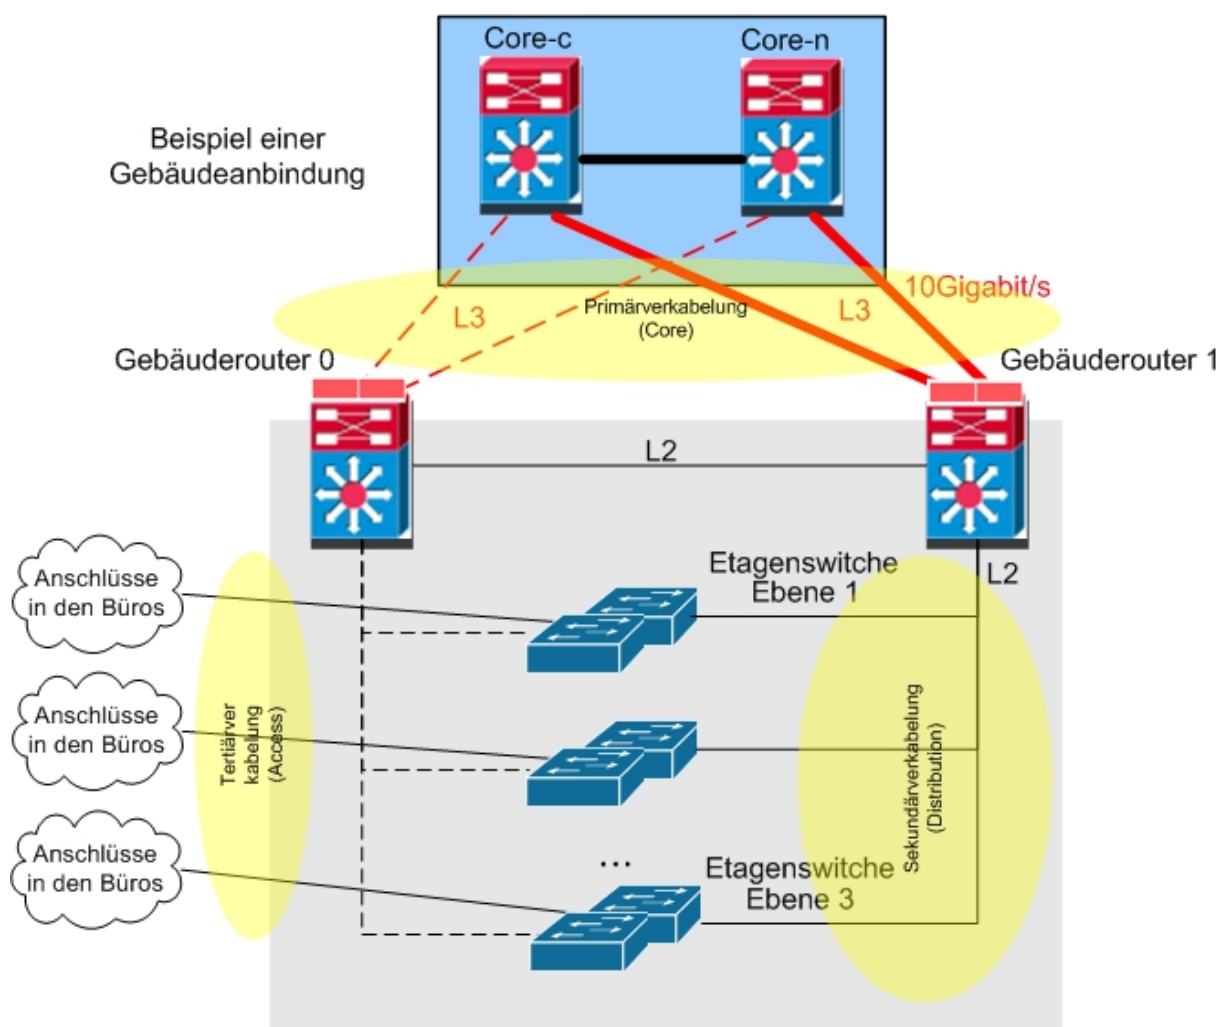 Core-c
Core-n
Beispiel einer
Gebäudeanbindung
10Gigabit/s
L3
Primärverkabelung
(Core)
L3
Gebäuderouter 0
Gebäuderouter 1
L2
L2
Anschlüsse
in den Büros
Etagenswitche
Ebene 1
Anschlüsse
in den Büros
Tertiärver
kabelung
(Access)
Sekundärverkabelung
(Distribution)
Anschlüsse
in den Büros
...
Etagenswitche
Ebene 3